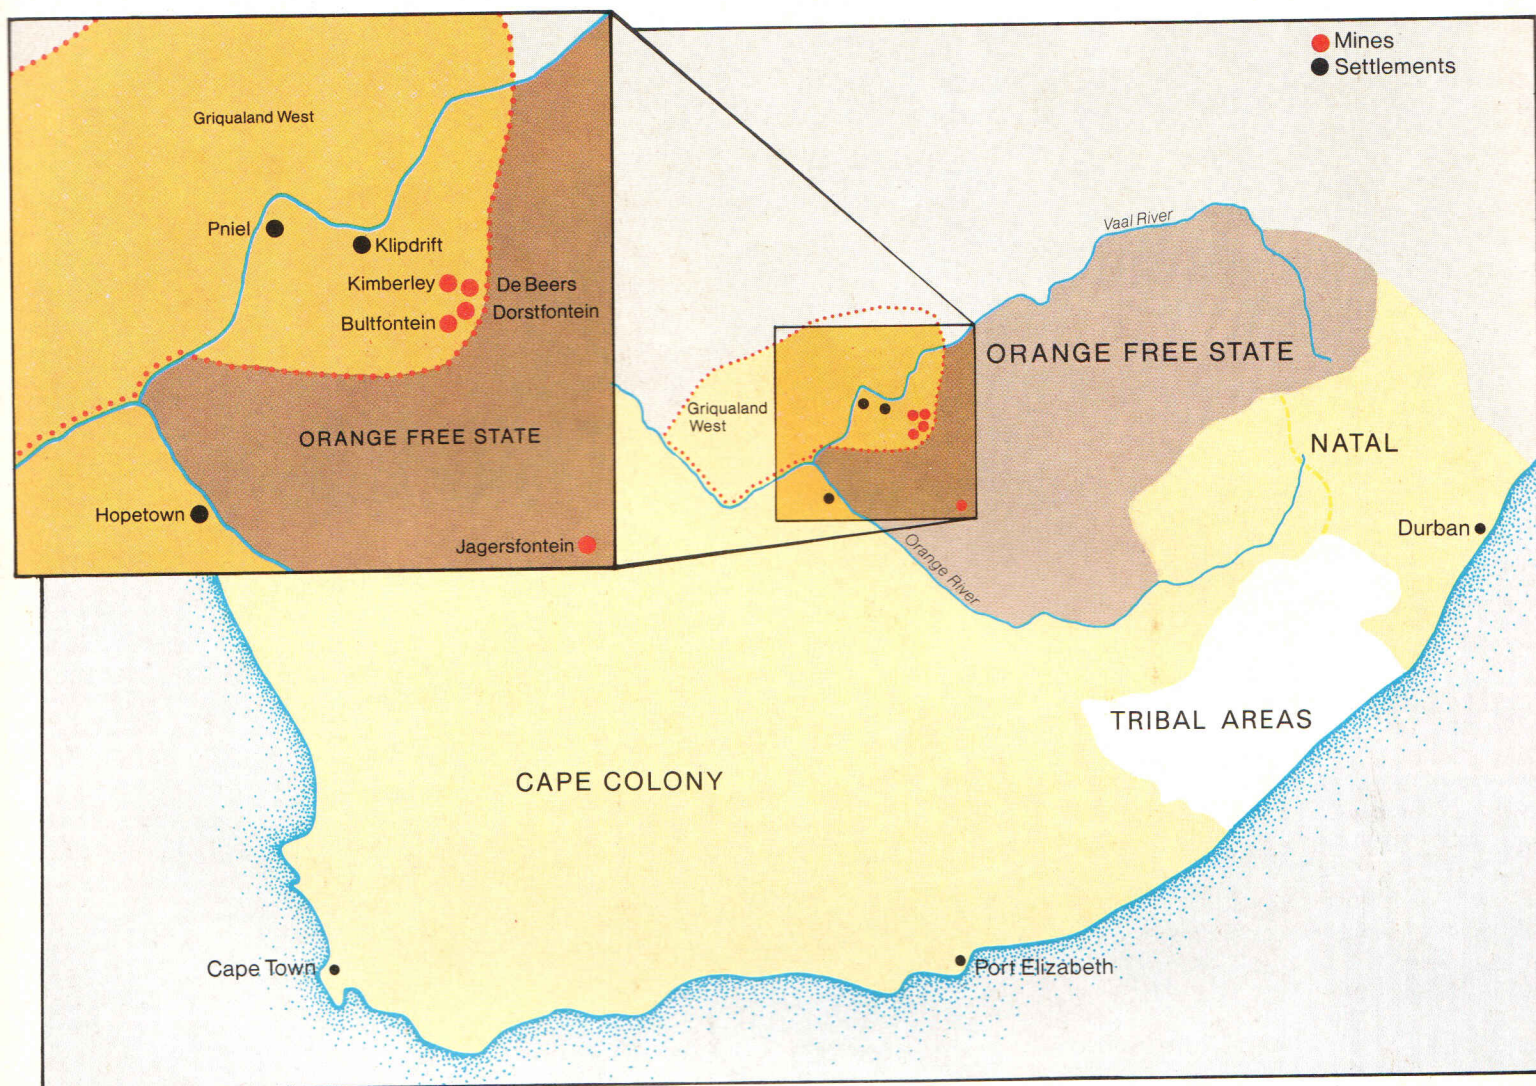 Mines
Settlements
Griqualand West
Pniel
Klipdrift
Kimberley
De Beers
Bultfontein
Dorstfontein
ORANGE FREE STATE
Hopetown
Jagersfontein
Vaal River
ORANGE FREE STATE
Griqualand
West
NATAL
Durban
Orange River
TRIBAL AREAS
CAPE COLONY
Cape Town
Port Elizabeth